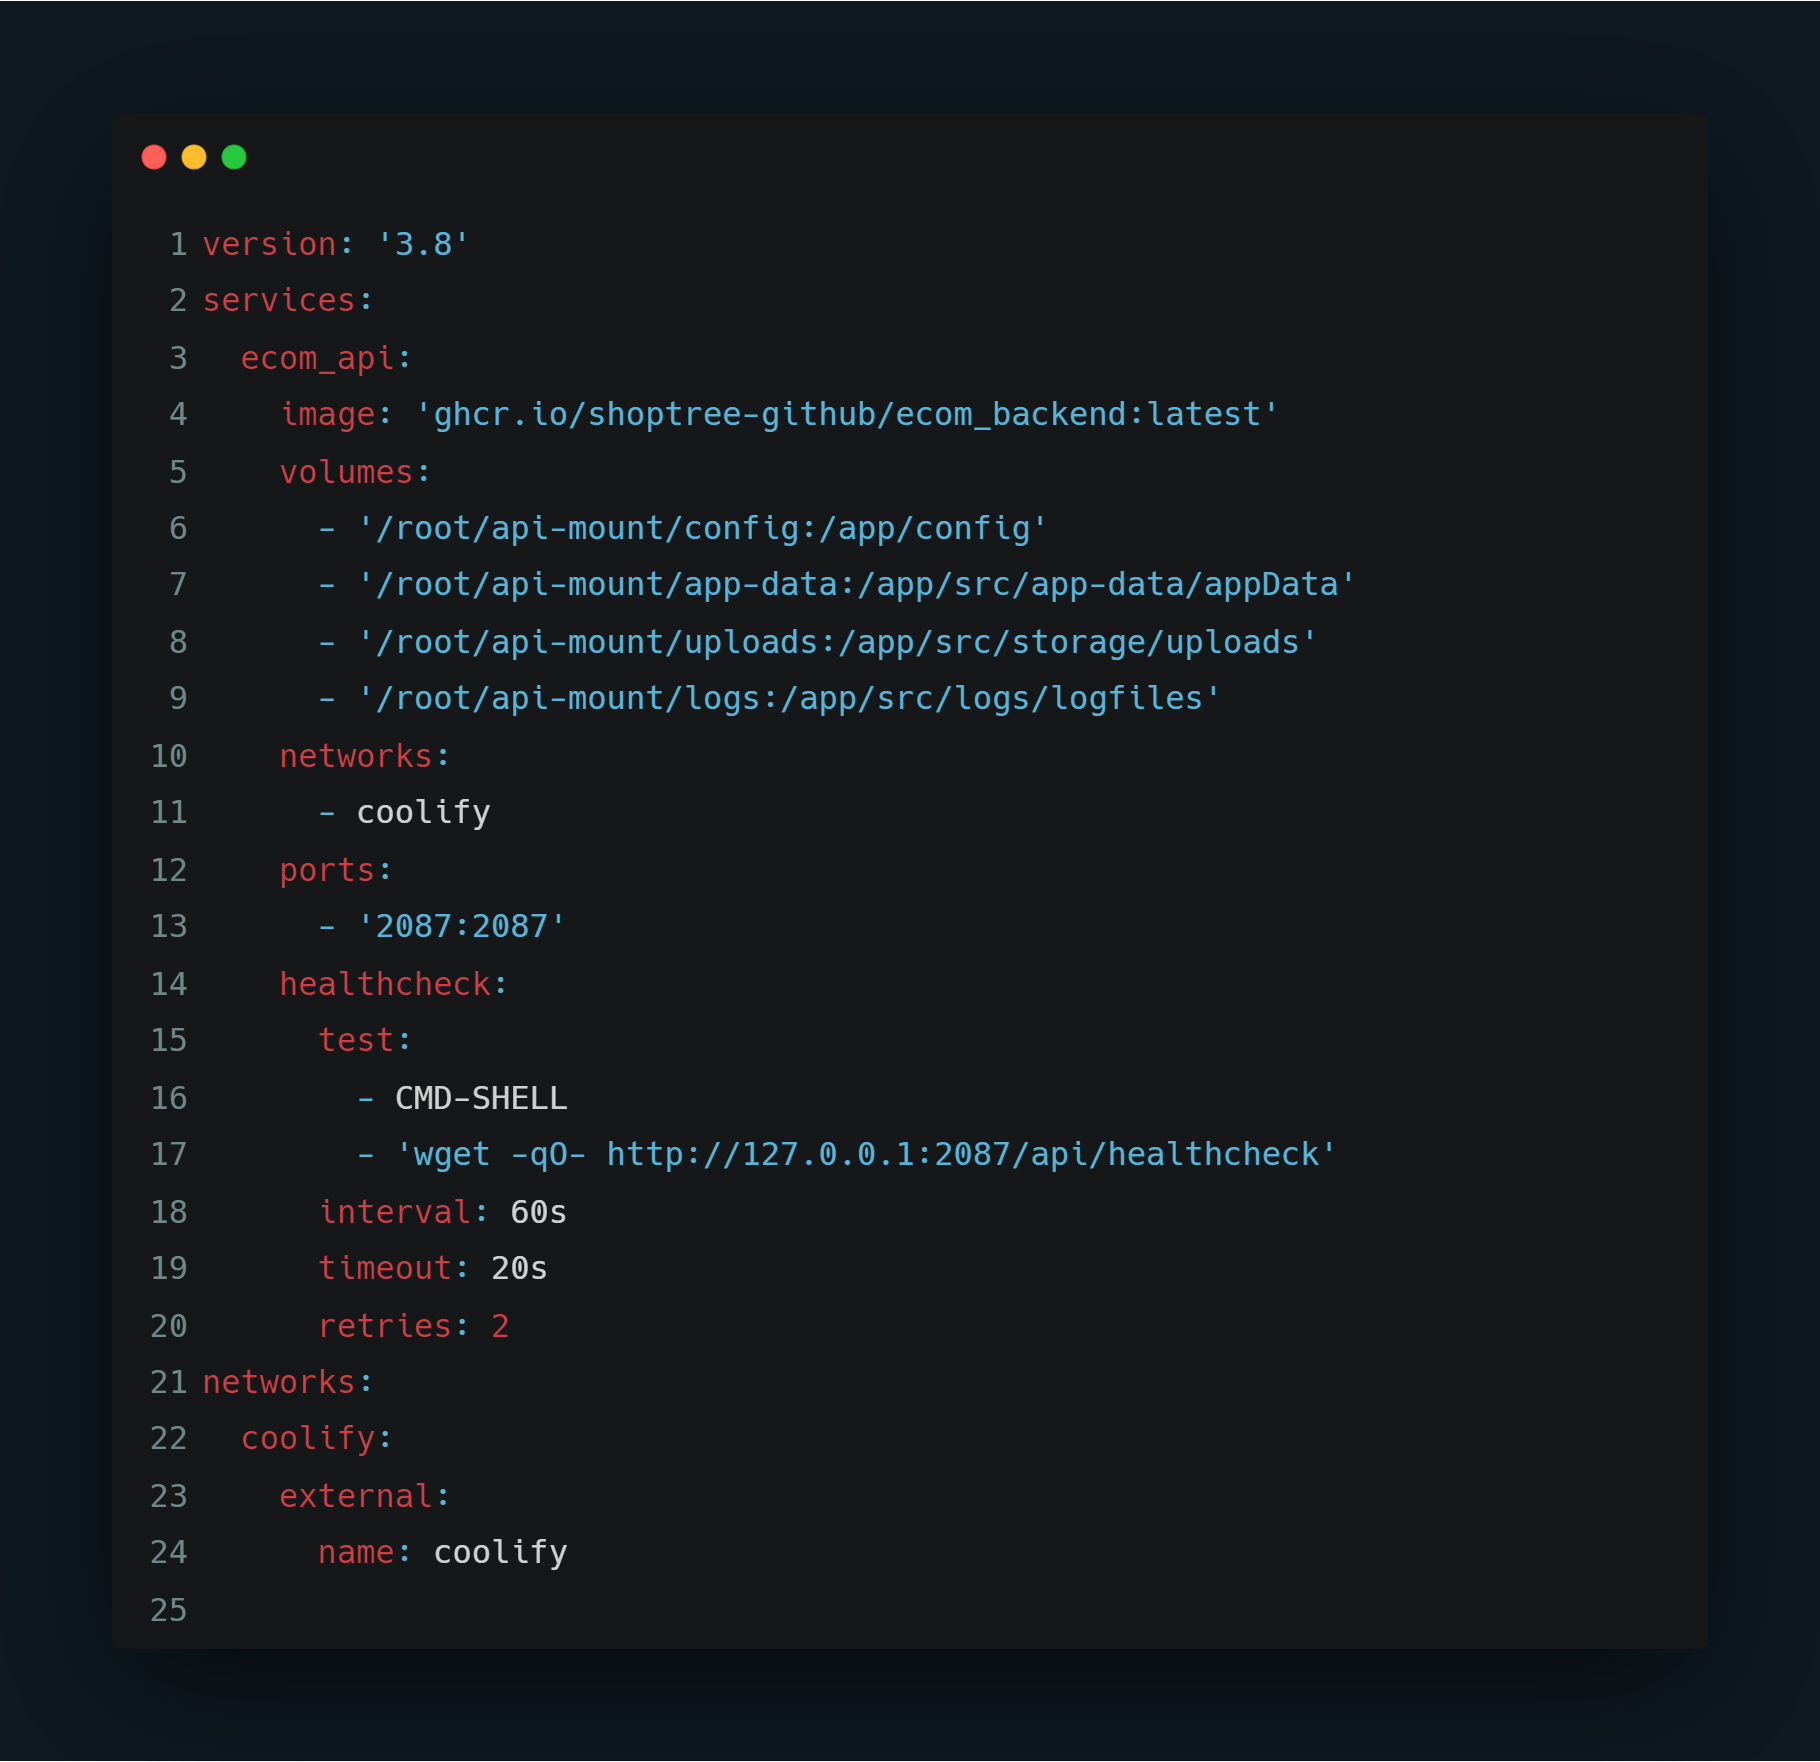 1 version: '3.8'
2 services:
3   ecom_api:
4     image: 'ghcr.io/shoptree-github/ecom_backend:latest'
5     volumes:
6       - '/root/api-mount/config:/app/config'
7       - '/root/api-mount/app-data:/app/src/app-data/appData'
8       - '/root/api-mount/uploads:/app/src/storage/uploads'
9       - '/root/api-mount/logs:/app/src/logs/logfiles'
10     networks:
11       - coolify
12     ports:
13       - '2087:2087'
14     healthcheck:
15       test:
16         - CMD-SHELL
17         - 'wget -qO- http://127.0.0.1:2087/api/healthcheck'
18       interval: 60s
19       timeout: 20s
20       retries: 2
21 networks:
22   coolify:
23     external:
24       name: coolify
25